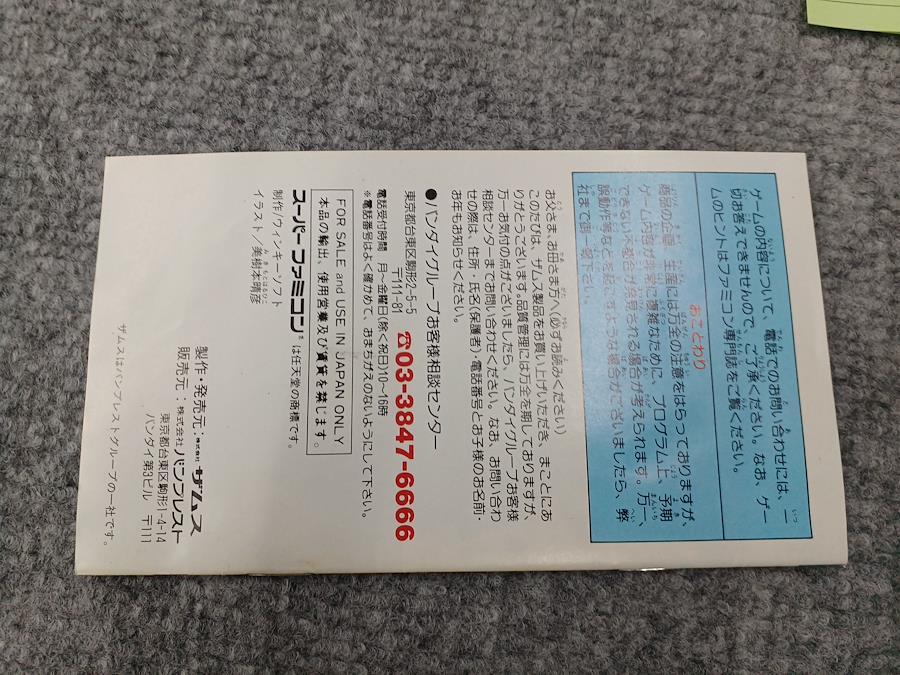 ゲームの内容について、電話でのお問い合わせには、一
切お答えできませんので、ご了承ください。なお、ゲー
ムのヒントはファミコン専門誌をご覧ください。
おことわり
商品の企画、生産には万全の注意をはらっておりますが、
ゲーム内容が非常に複雑なために、プログラム上、予期
できない不都合が発見される場合が考えられます。万一、
誤動作等などを起こすような場合がございましたら、弊
社まで御一報下さい。
お父さま お母さま方へ(必ずお読みください)
このたびは、ザムス製品をお買い上げいただき、まことにあ
りがとうございます。品質管理には万全を期しておりますが、
万一お気付の点がございましたら、バンダイグループお客様
相談センターまでお問い合わせください。なお、お問い合わ
せの際は、住所・氏名(保護者)・電話番号とお子様のお名前・
お年もお知らせください。
●バンダイグループお客様相談センター
〒111-81
東京都台東区駒形2-5-5 ☎03-3847-6666
電話受付時間 月~金曜日(除く祝日)10~16時
※電話番号はよく確かめて、おまちがえのないようにして下さい。
FOR SALE and USE IN JAPAN ONLY
本品の輸出、使用営業及び賃貸を禁じます。
スーパーファミコン®は任天堂の商標です。
制作/ウィンキーソフト
イラスト/美樹本晴彦
製作・発売元:株式会社ザムス
販売元:株式会社バンプレスト
東京都台東区駒形1-4-14
バンダイ第3ビル 〒111
ザムスはバンプレストグループの一社です。